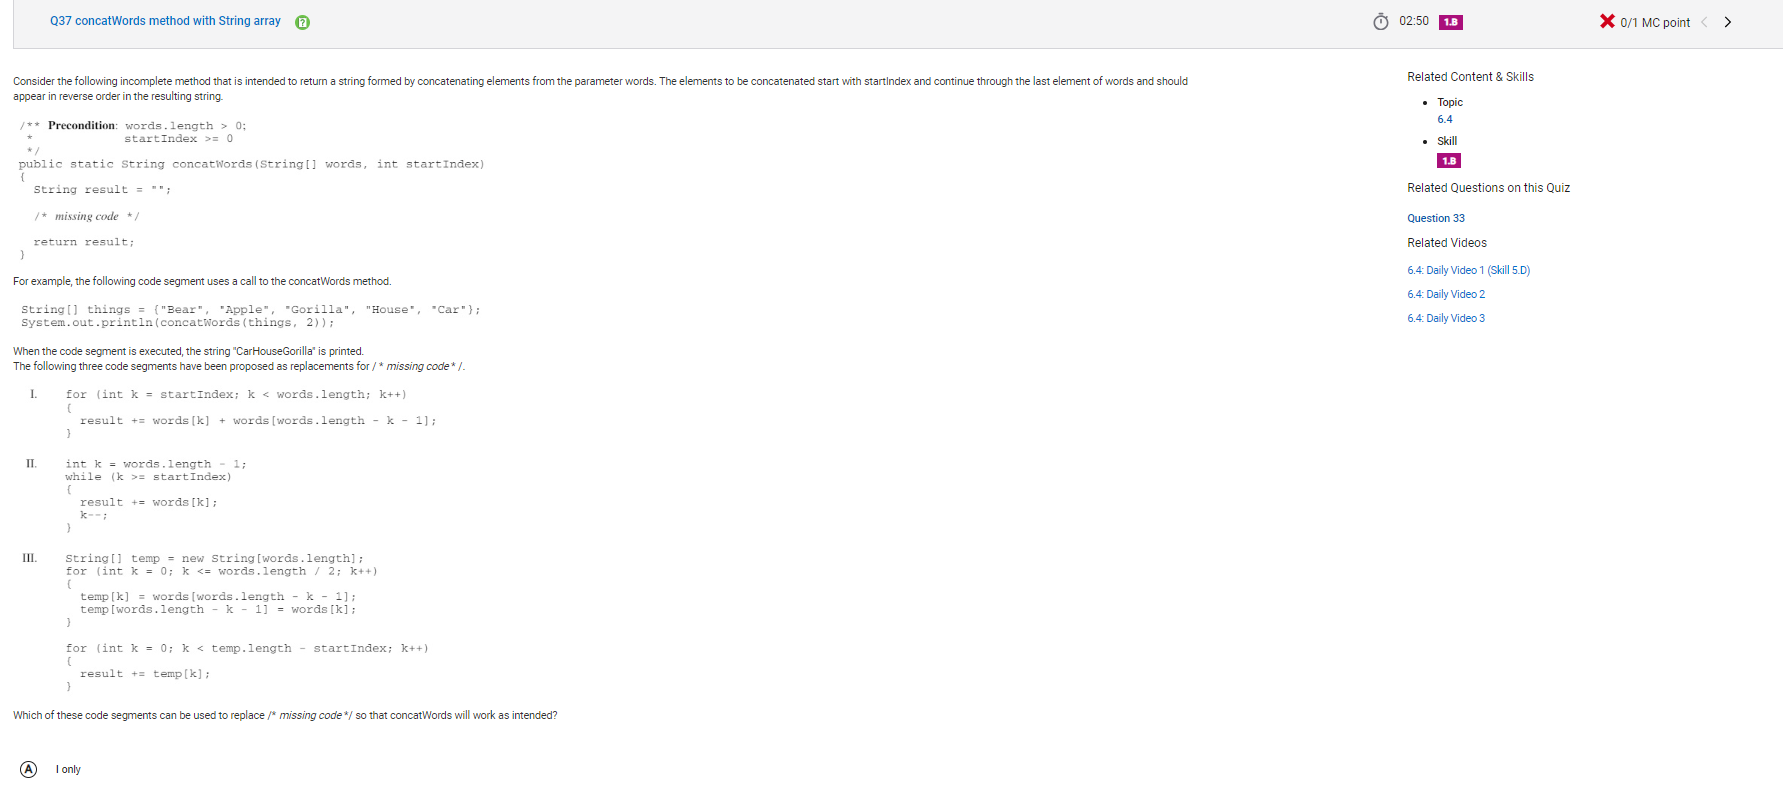 Q37 concatWords method with String array
02:50 1.B
0/1 MC point
Consider the following incomplete method that is intended to return a string formed by concatenating elements from the parameter words. The elements to be concatenated start with startIndex and continue through the last element of words and should
appear in reverse order in the resulting string.
/** Precondition: words.length > 0;
* startIndex >= 0
*/
public static String concatWords(String[] words, int startIndex)
{
String result = "";
/* missing code */
return result;
}
For example, the following code segment uses a call to the concatWords method.
String[] things = {"Bear", "Apple", "Gorilla", "House", "Car"};
System.out.println(concatWords(things, 2));
When the code segment is executed, the string "CarHouseGorilla" is printed.
The following three code segments have been proposed as replacements for / * missing code * /.
I. for (int k = startIndex; k < words.length; k++)
{
result += words[k] + words[words.length - k - 1];
}
II. int k = words.length - 1;
while (k >= startIndex)
{
result += words[k];
k--;
}
III. String[] temp = new String[words.length];
for (int k = 0; k <= words.length / 2; k++)
{
temp[k] = words[words.length - k - 1];
temp[words.length - k - 1] = words[k];
}
for (int k = 0; k < temp.length - startIndex; k++)
{
result += temp[k];
}
Which of these code segments can be used to replace /* missing code */ so that concatWords will work as intended?
A I only
Related Content & Skills
• Topic
6.4
• Skill
1.B
Related Questions on this Quiz
Question 33
Related Videos
6.4: Daily Video 1 (Skill 5.D)
6.4: Daily Video 2
6.4: Daily Video 3